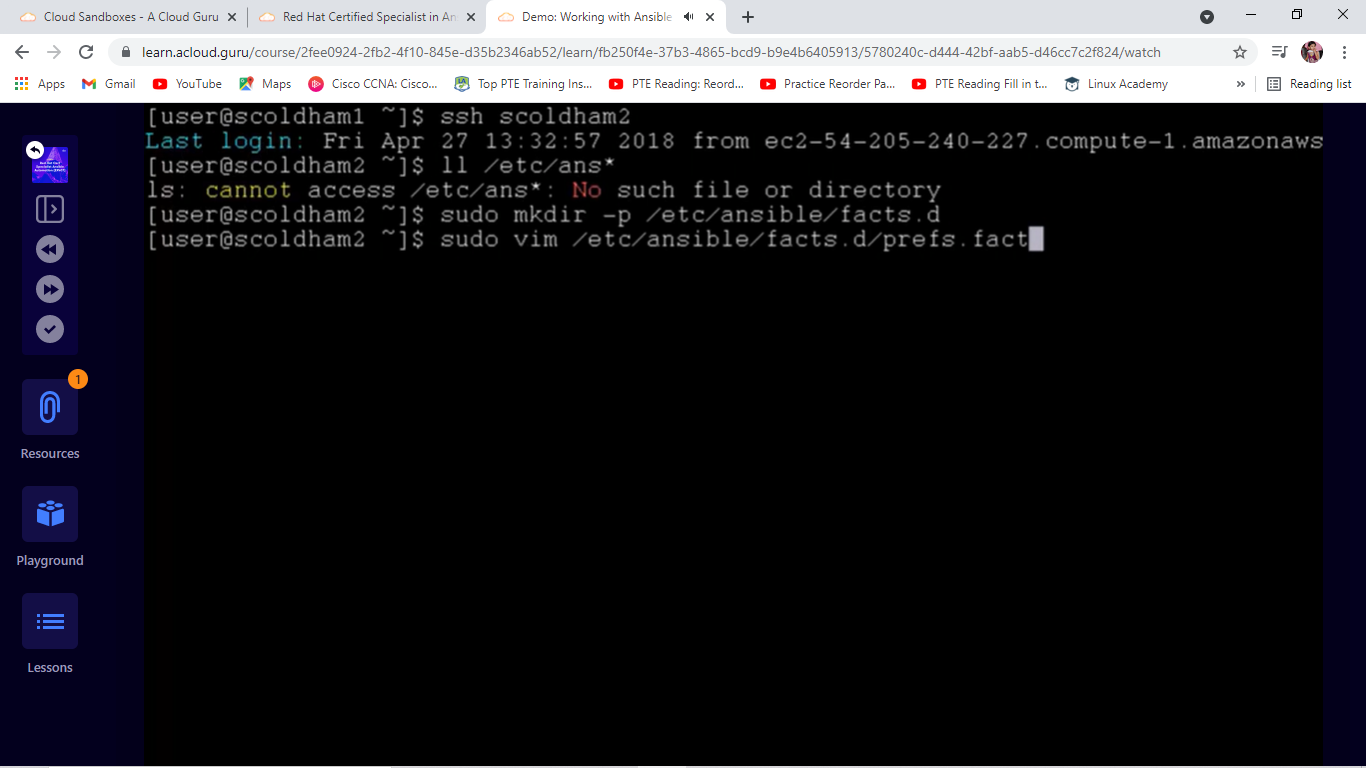 Cloud Sandboxes - A Cloud Guru
Red Hat Certified Specialist in An
Demo: Working with Ansible
learn.acloud.guru/course/2fee0924-2fb2-4f10-845e-d35b2346ab52/learn/fb250f4e-37b3-4865-bcd9-b9e4b6405913/5780240c-d444-42bf-aab5-d46cc7c2f824/watch
Apps Gmail YouTube Maps Cisco CCNA: Cisco... Top PTE Training Ins... PTE Reading: Reord... Practice Reorder Pa... PTE Reading Fill in t... Linux Academy » Reading list
[user@scoldham1 ~]$ ssh scoldham2
Last login: Fri Apr 27 13:32:57 2018 from ec2-54-205-240-227.compute-1.amazonaws
[user@scoldham2 ~]$ ll /etc/ans*
ls: cannot access /etc/ans*: No such file or directory
[user@scoldham2 ~]$ sudo mkdir -p /etc/ansible/facts.d
[user@scoldham2 ~]$ sudo vim /etc/ansible/facts.d/prefs.fact
1
Resources
Playground
Lessons